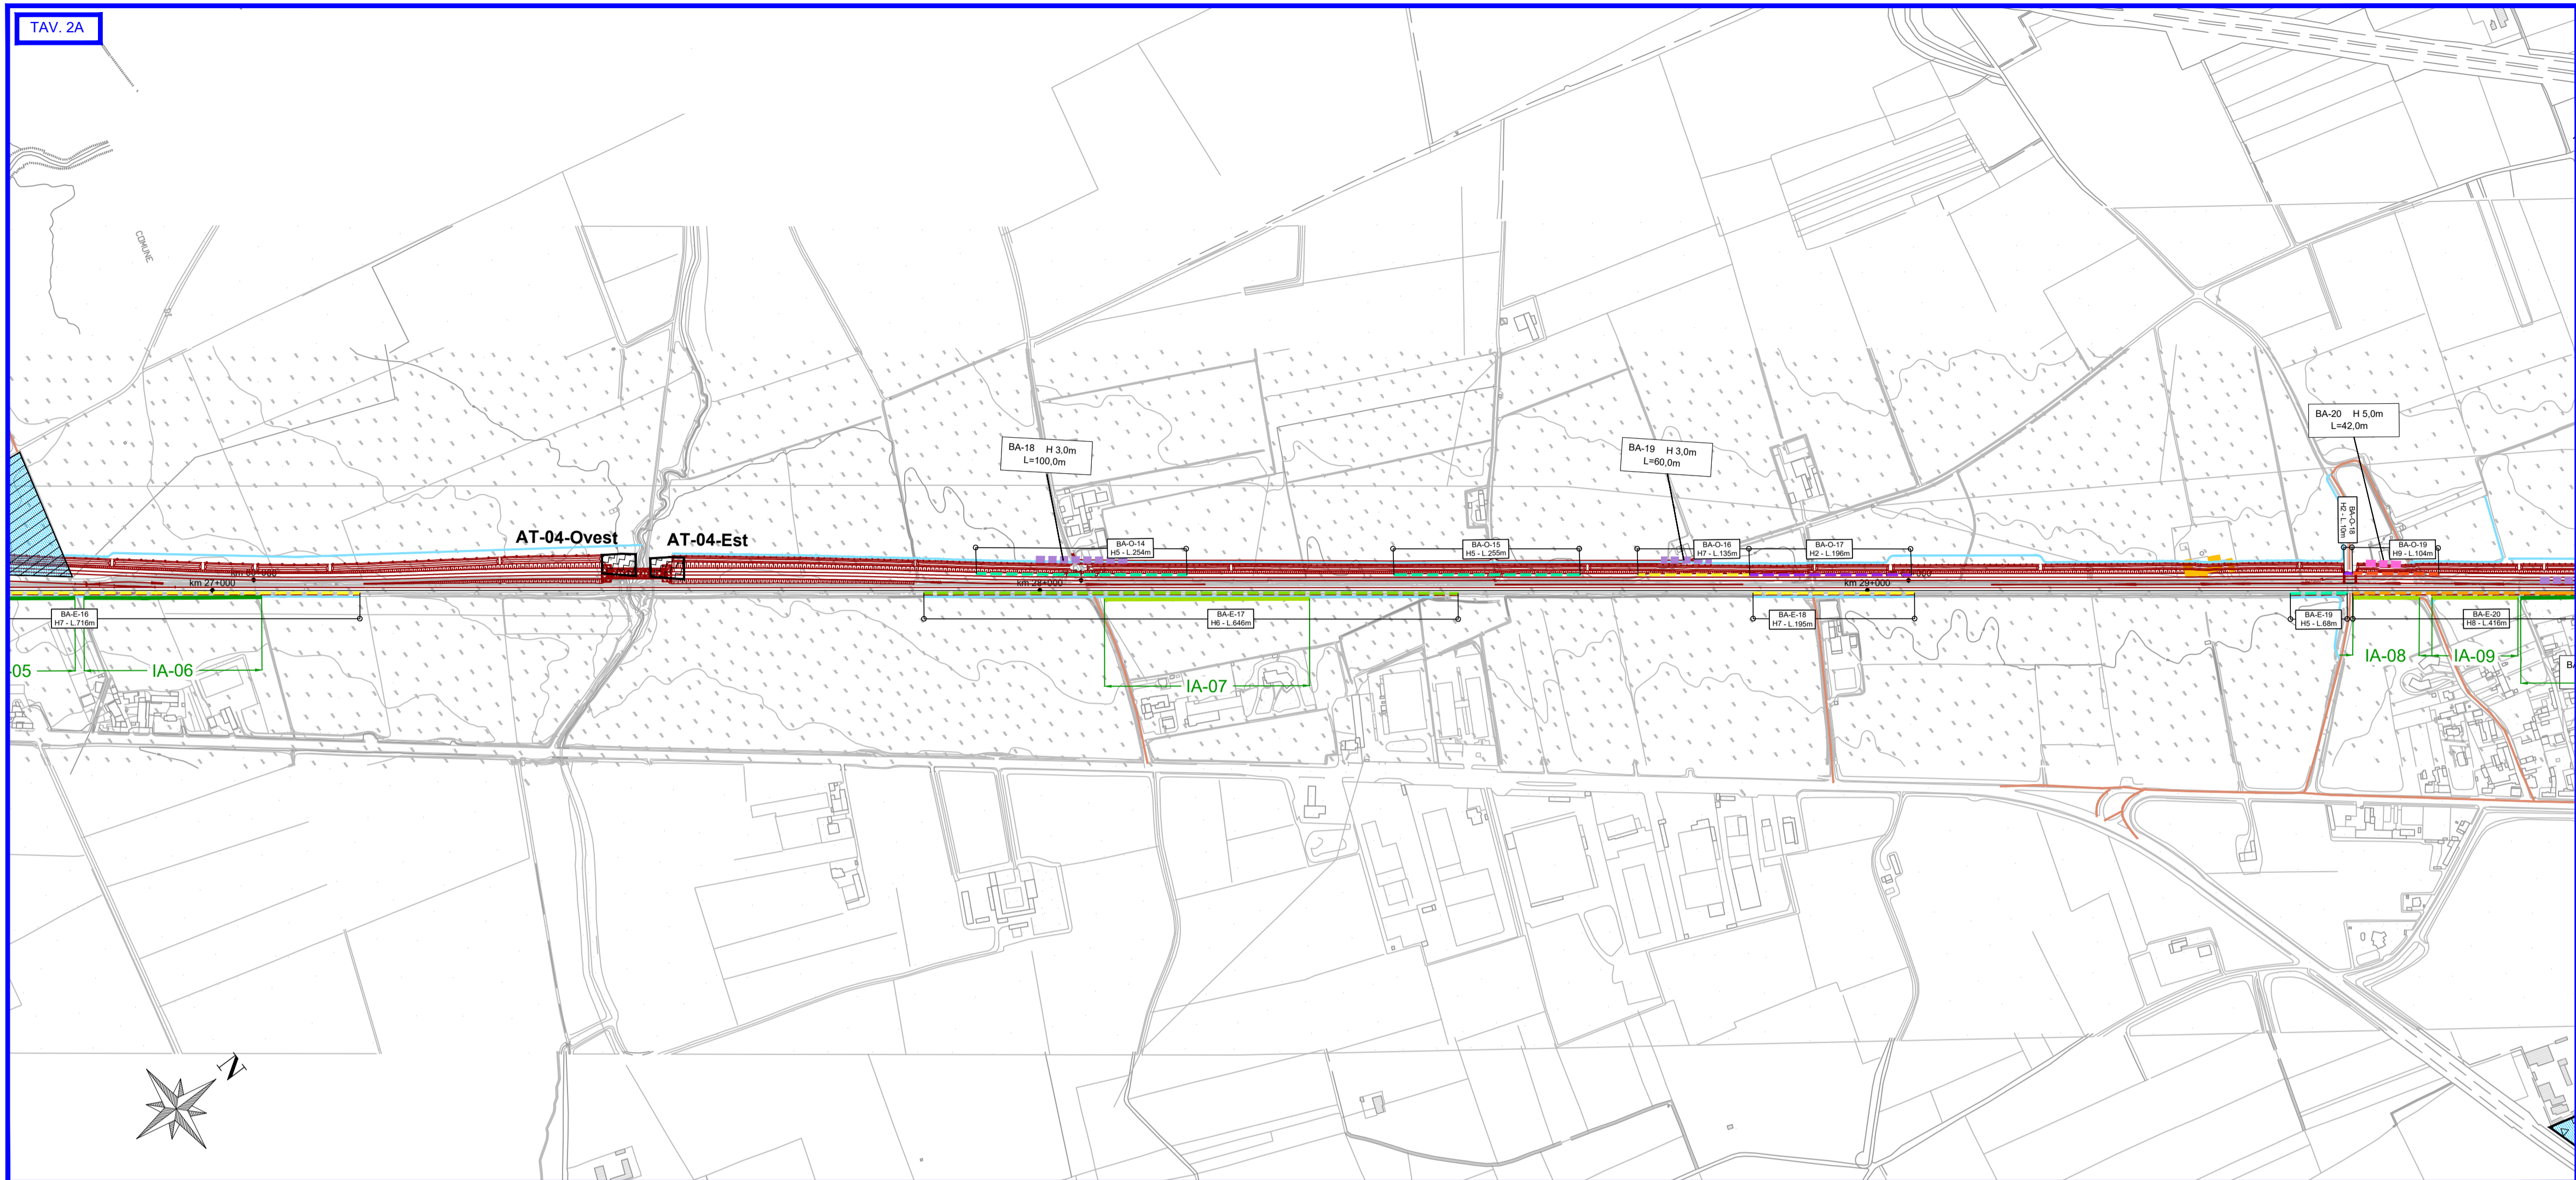 TAV. 2A
COMUNE
BA-18 H 3,0m
L=100,0m
BA-19 H 3,0m
L=60,0m
BA-20 H 5,0m
L=42,0m
AT-04-Ovest
AT-04-Est
BA-O-14
H5 - L.254m
BA-O-15
H5 - L.255m
BA-O-16
H7 - L.135m
BA-O-17
H2 - L.196m
BA-O-18
H2 - L.10m
BA-O-19
H9 - L.104m
km 27+000
km 28+000
km 29+000
BA-E-16
H7 - L.716m
BA-E-17
H6 - L.646m
BA-E-18
H7 - L.195m
BA-E-19
H5 - L.68m
BA-E-20
H8 - L.416m
-05
IA-06
IA-07
IA-08
IA-09
BA
N